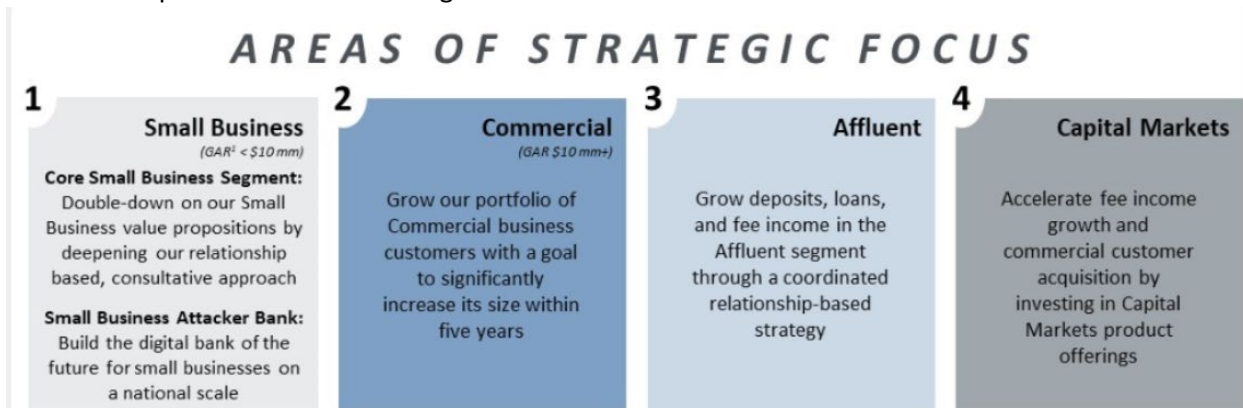 AREAS OF STRATEGIC FOCUS
1
Small Business
(GAR¹ < $10 mm)
Core Small Business Segment:
Double-down on our Small
Business value propositions by
deepening our relationship
based, consultative approach
Small Business Attacker Bank:
Build the digital bank of the
future for small businesses on
a national scale
2
Commercial
(GAR $10 mm+)
Grow our portfolio of
Commercial business
customers with a goal
to significantly
increase its size within
five years
3
Affluent
Grow deposits, loans,
and fee income in the
Affluent segment
through a coordinated
relationship-based
strategy
4
Capital Markets
Accelerate fee income
growth and
commercial customer
acquisition by
investing in Capital
Markets product
offerings